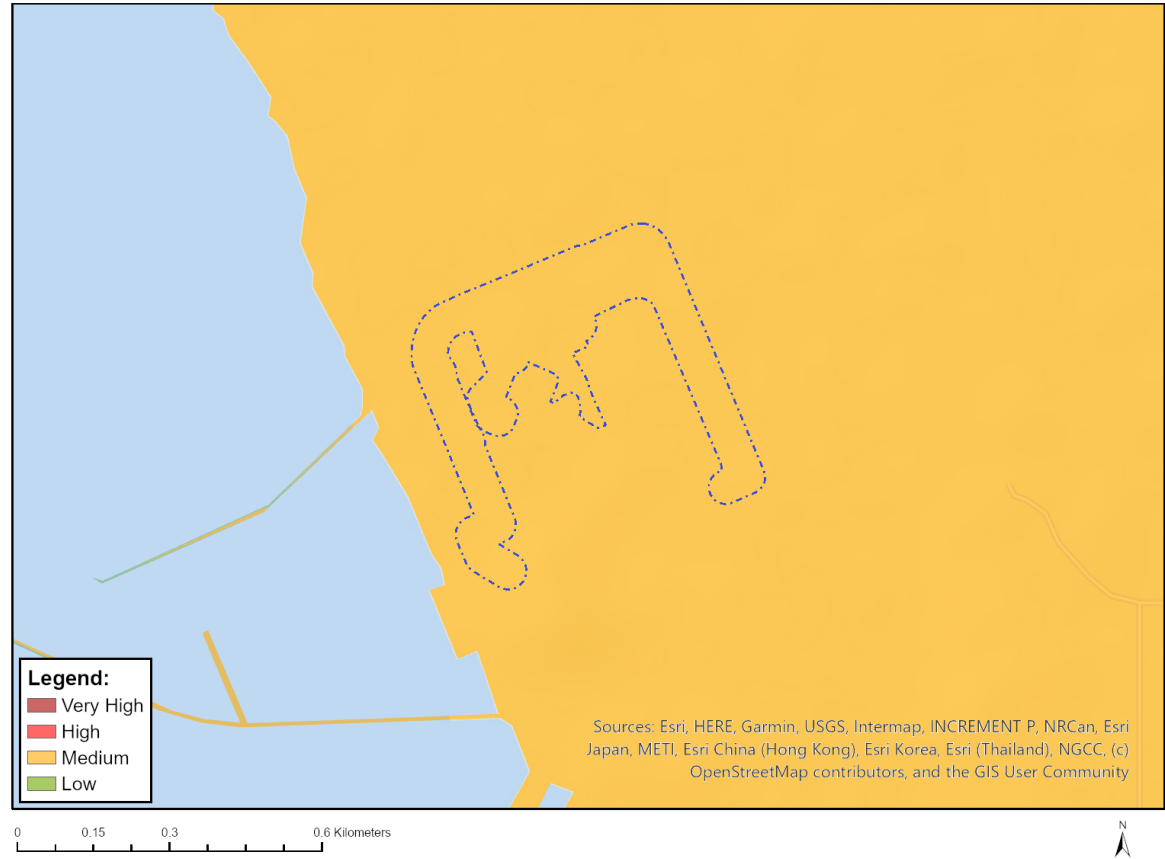 Legend:
Very High
High
Medium
Low
Sources: Esri, HERE, Garmin, USGS, Intermap, INCREMENT P, NRCan, Esri
Japan, METI, Esri China (Hong Kong), Esri Korea, Esri (Thailand), NGCC, (c)
OpenStreetMap contributors, and the GIS User Community
0 0.15 0.3 0.6 Kilometers
N